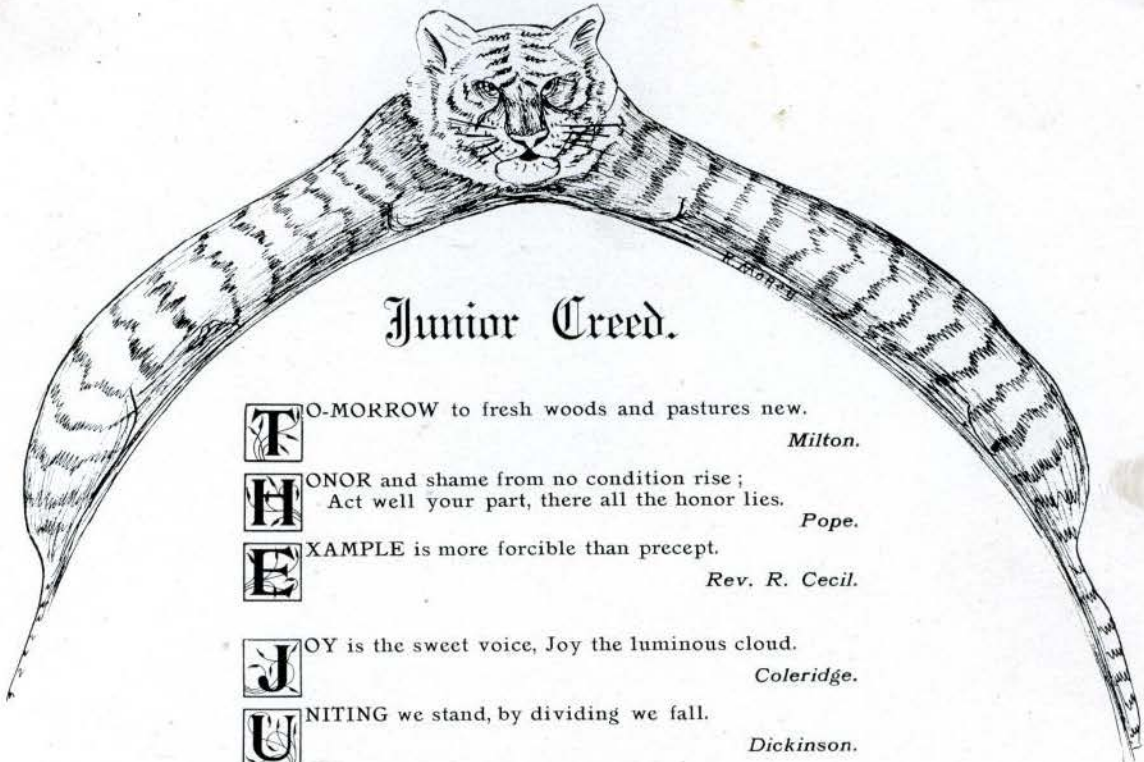 Junior Creed.
TO-MORROW to fresh woods and pastures new.
Milton.
HONOR and shame from no condition rise ;
Act well your part, there all the honor lies.
Pope.
EXAMPLE is more forcible than precept.
Rev. R. Cecil.
JOY is the sweet voice, Joy the luminous cloud.
Coleridge.
UNITING we stand, by dividing we fall.
Dickinson.